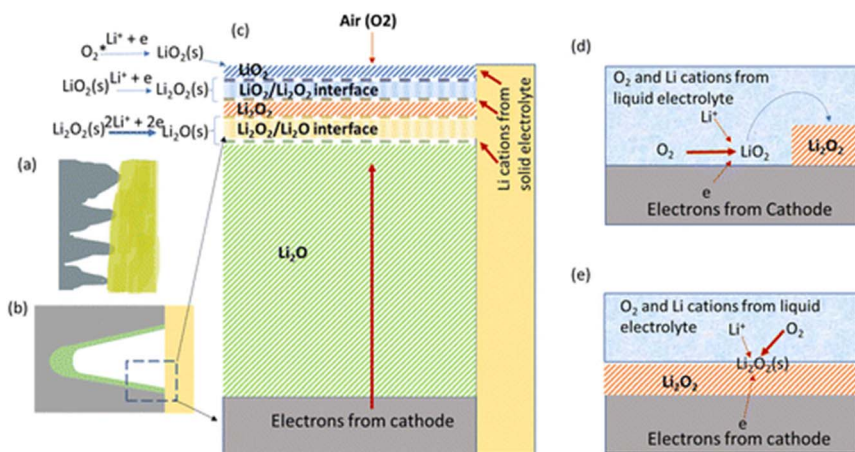 (c)
Air (O2)
O₂* Li⁺ + e LiO₂(s)
LiO₂(s) Li⁺ + e Li₂O₂(s)
Li₂O₂(s) 2Li⁺ + 2e Li₂O(s)
LiO₂
LiO₂/Li₂O₂ interface
Li₂O₂
Li₂O₂/Li₂O interface
Li cations from
solid electrolyte
Li₂O
Electrons from cathode
(a)
(b)
(d)
O₂ and Li cations from
liquid electrolyte
Li⁺
O₂
LiO₂
Li₂O₂
e
Electrons from Cathode
(e)
O₂ and Li cations from liquid
electrolyte
Li⁺
O₂
Li₂O₂(s)
Li₂O₂
e
Electrons from cathode